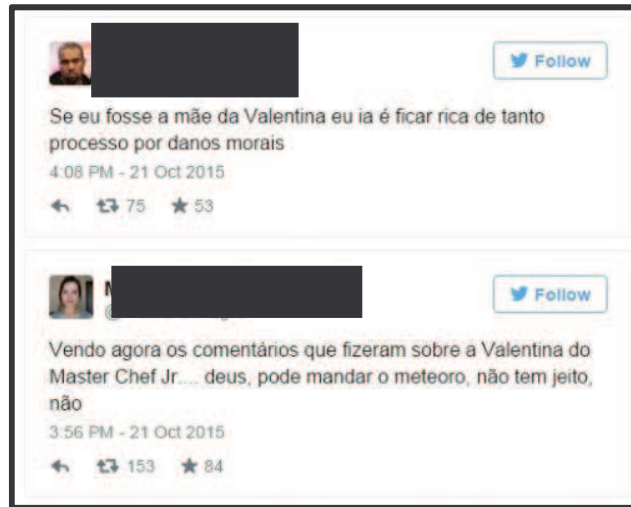 Follow
Se eu fosse a mãe da Valentina eu ia é ficar rica de tanto
processo por danos morais
4:08 PM - 21 Oct 2015
75 53
Follow
Vendo agora os comentários que fizeram sobre a Valentina do
Master Chef Jr.... deus, pode mandar o meteoro, não tem jeito,
não
3:56 PM - 21 Oct 2015
153 84